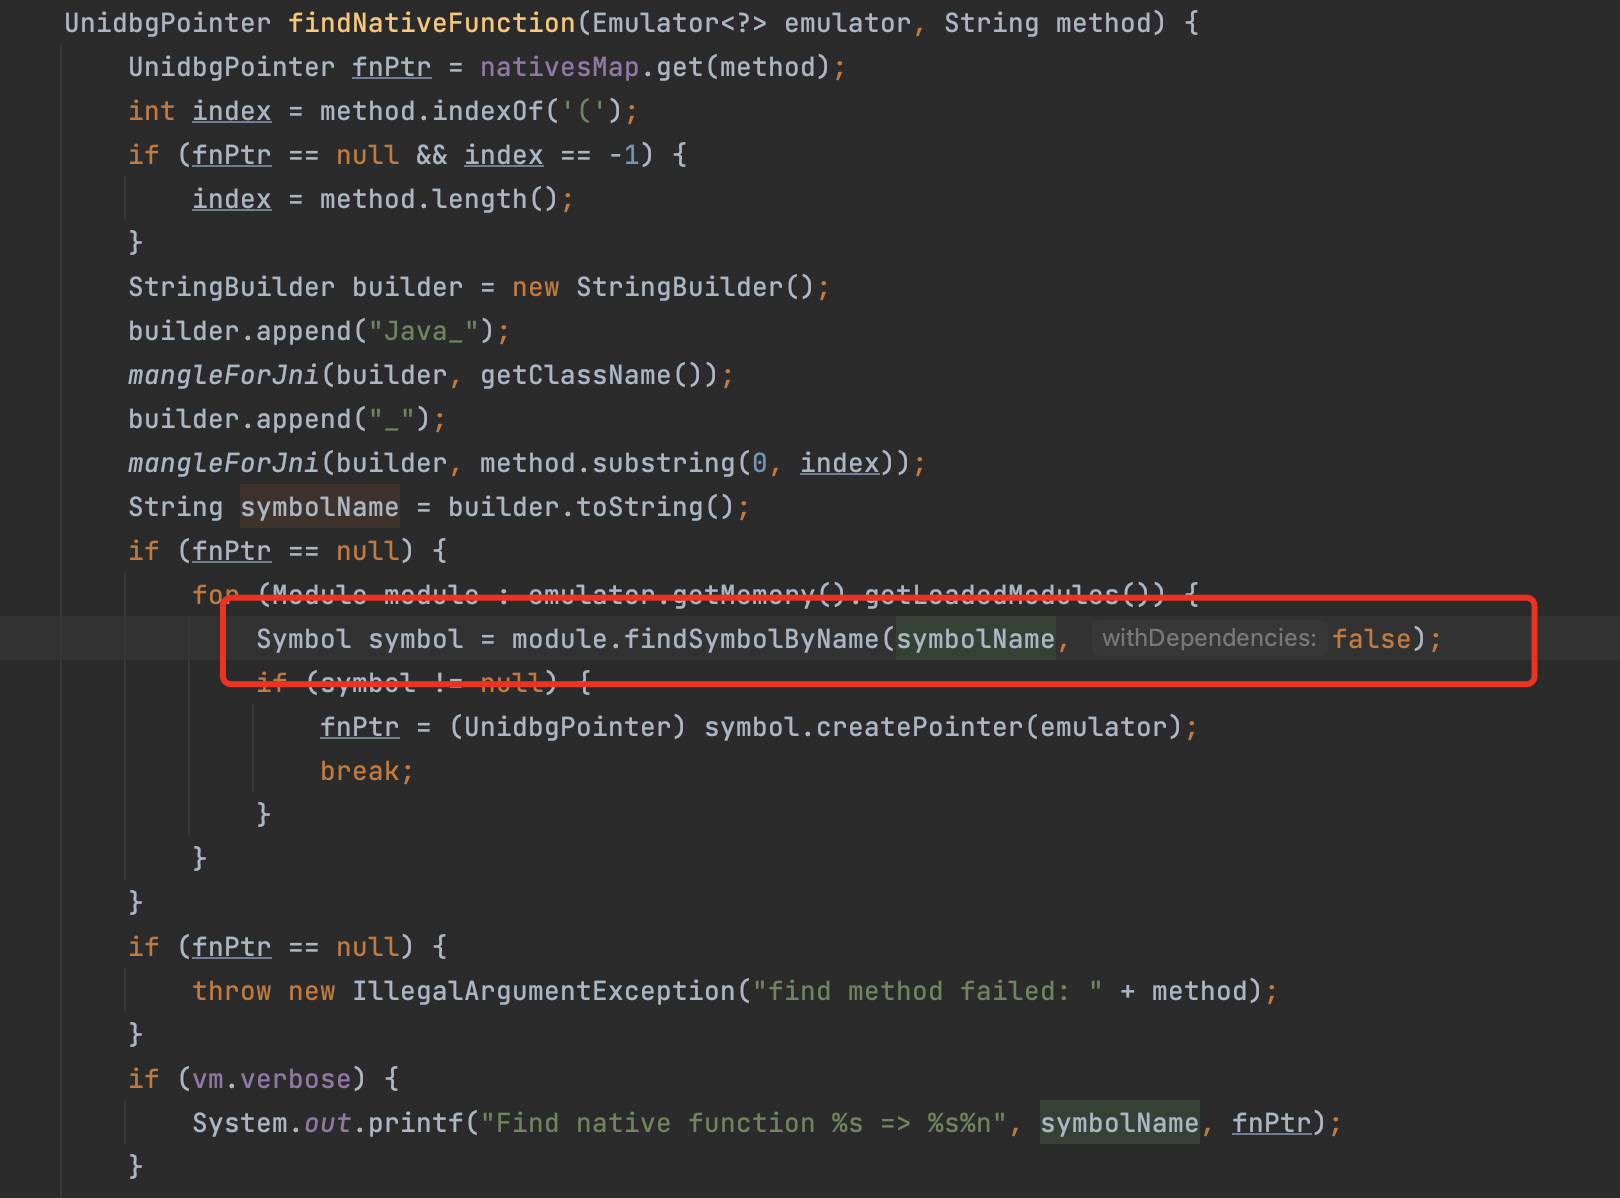 UnidbgPointer findNativeFunction(Emulator<?> emulator, String method) {
UnidbgPointer fnPtr = nativesMap.get(method);
int index = method.indexOf('(');
if (fnPtr == null && index == -1) {
index = method.length();
}
StringBuilder builder = new StringBuilder();
builder.append("Java_");
mangleForJni(builder, getClassName());
builder.append("_");
mangleForJni(builder, method.substring(0, index));
String symbolName = builder.toString();
if (fnPtr == null) {
for (Module module : emulator.getMemory().getLoadedModules()) {
Symbol symbol = module.findSymbolByName(symbolName, withDependencies: false);
if (symbol != null) {
fnPtr = (UnidbgPointer) symbol.createPointer(emulator);
break;
}
}
}
if (fnPtr == null) {
throw new IllegalArgumentException("find method failed: " + method);
}
if (vm.verbose) {
System.out.printf("Find native function %s => %s%n", symbolName, fnPtr);
}